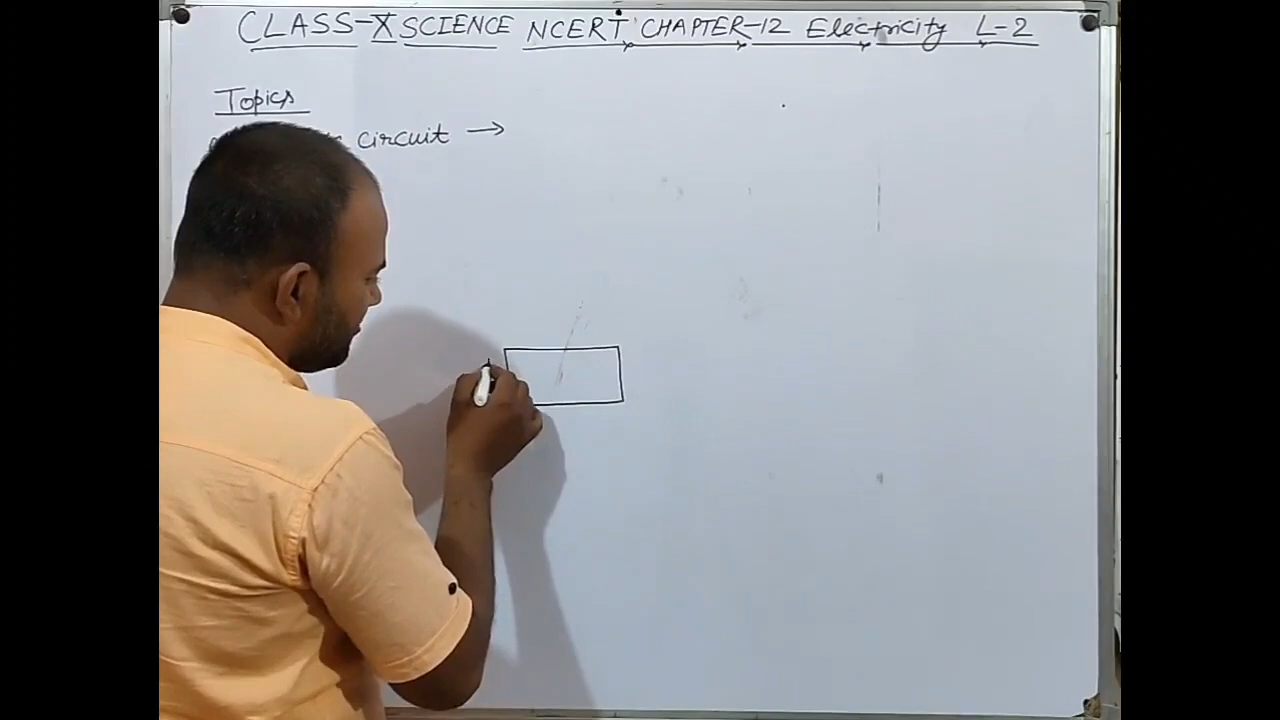 CLASS-X SCIENCE NCERT CHAPTER-12 Electricity L-2
Topics
circuit →